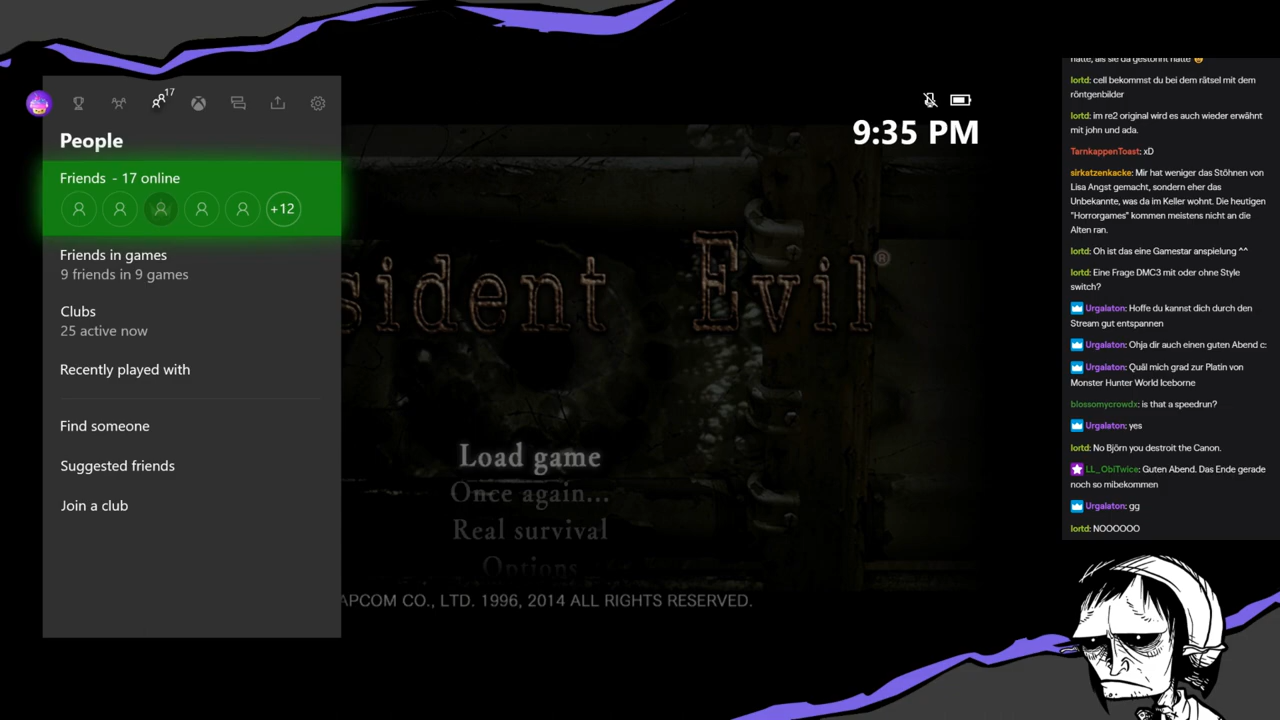 17
People
Friends - 17 online
+12
Friends in games
9 friends in 9 games
Clubs
25 active now
Recently played with
Find someone
Suggested friends
Join a club
9:35 PM
sident Evil®
Load game
Once again...
Real survival
Options
APCOM CO., LTD. 1996, 2014 ALL RIGHTS RESERVED.
hatte, als sie da gestöhnt hatte
lortd: cell bekommst du bei dem rätsel mit dem
röntgenbilder
lortd: im re2 original wird es auch wieder erwähnt
mit john und ada.
TarnkappenToast: xD
sirkatzenkacke: Mir hat weniger das Stöhnen von
Lisa Angst gemacht, sondern eher das
Unbekannte, was da im Keller wohnt. Die heutigen
"Horrorgames" kommen meistens nicht an die
Alten ran.
lortd: Oh ist das eine Gamestar anspielung ^^
lortd: Eine Frage DMC3 mit oder ohne Style
switch?
Urgalaton: Hoffe du kannst dich durch den
Stream gut entspannen
Urgalaton: Ohja dir auch einen guten Abend c:
Urgalaton: Quäl mich grad zur Platin von
Monster Hunter World Iceborne
blossomycrowdx: is that a speedrun?
Urgalaton: yes
lortd: No Björn you destroit the Canon.
LL_ObiTwice: Guten Abend. Das Ende gerade
noch so mibekommen
Urgalaton: gg
lortd: NOOOOOO